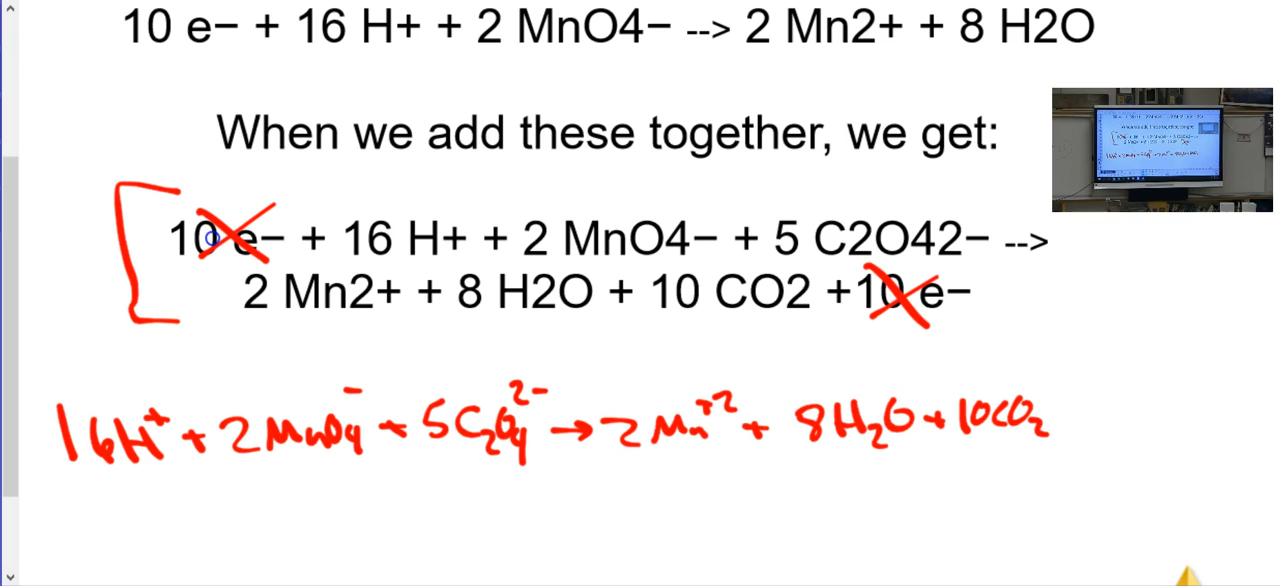 10 e− + 16 H+ + 2 MnO4− --> 2 Mn2+ + 8 H2O
When we add these together, we get:
10 e− + 16 H+ + 2 MnO4− + 5 C2O42− -->
2 Mn2+ + 8 H2O + 10 CO2 +10 e−
16H⁺ + 2MnO₄⁻ + 5C₂O₄²⁻ → 2Mn⁺² + 8H₂O + 10CO₂